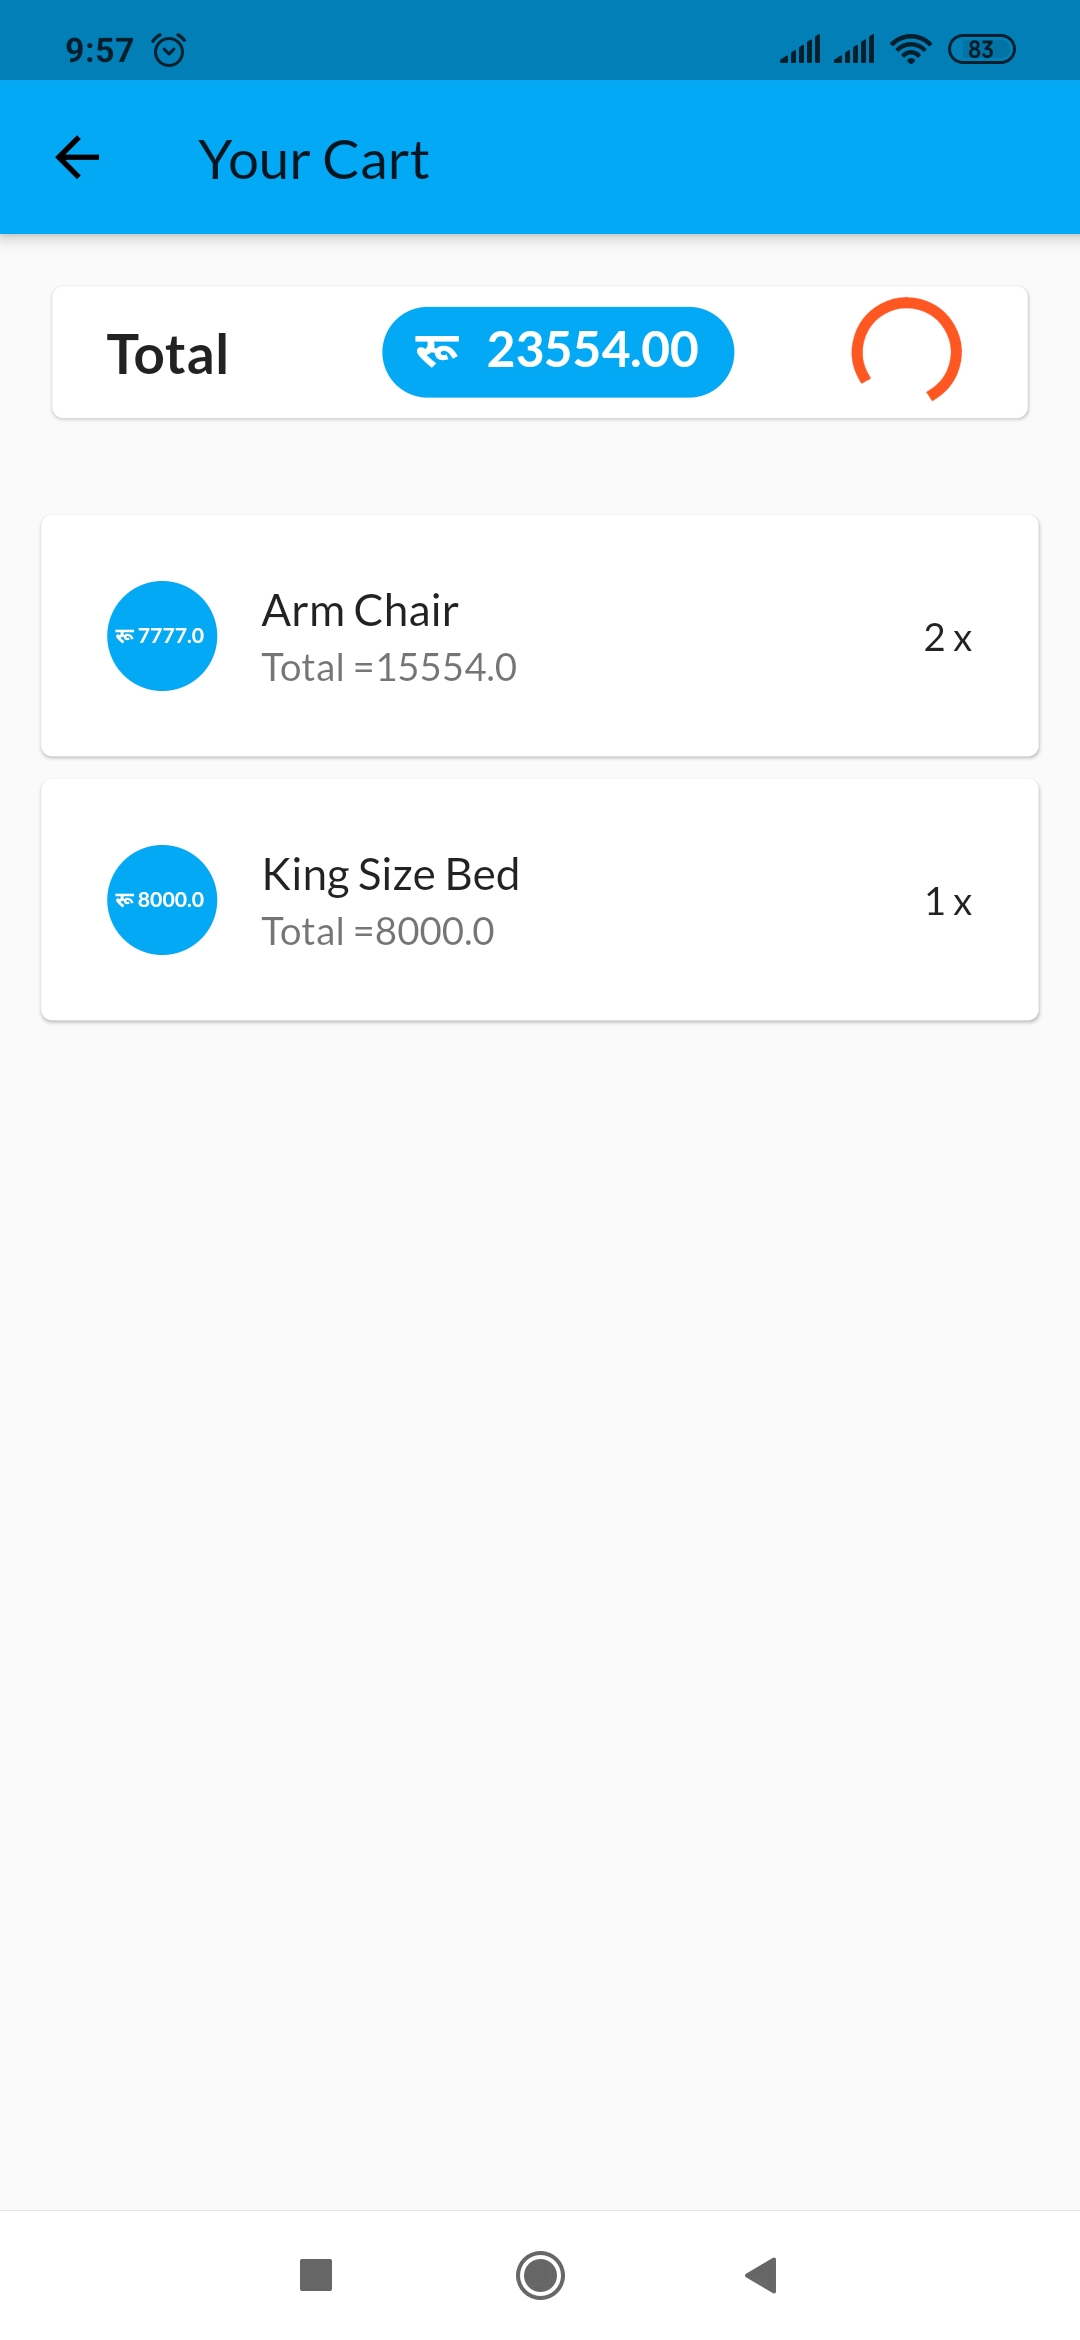 9:57 83
Your Cart
Total रू 23554.00
Arm Chair
रू 7777.0
Total =15554.0
2 x
King Size Bed
रू 8000.0
Total =8000.0
1 x